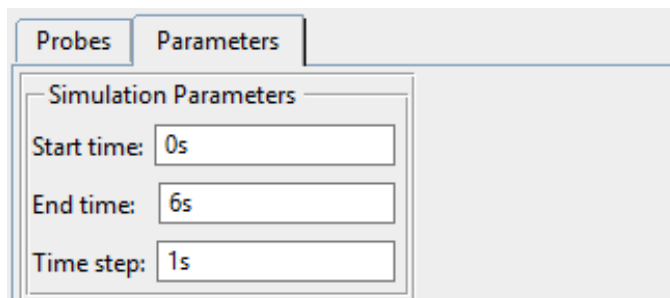 Probes Parameters
Simulation Parameters
Start time: 0s
End time: 6s
Time step: 1s